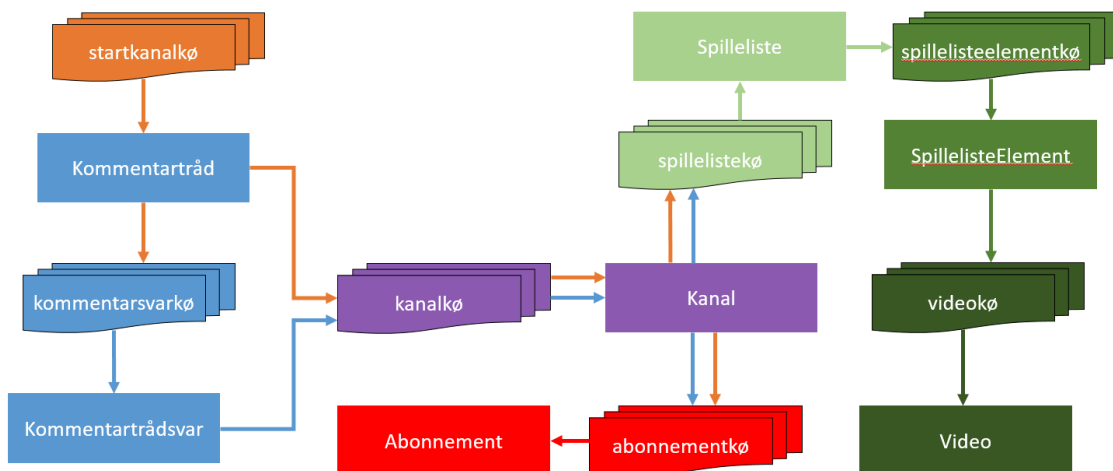 startkanalkø
Spilleliste
spillelisteelementkø
Kommentartråd
spillelistekø
SpillelisteElement
kommentarsvarkø
kanalkø
Kanal
videokø
Kommentartrådsvar
Abonnement
abonnementkø
Video